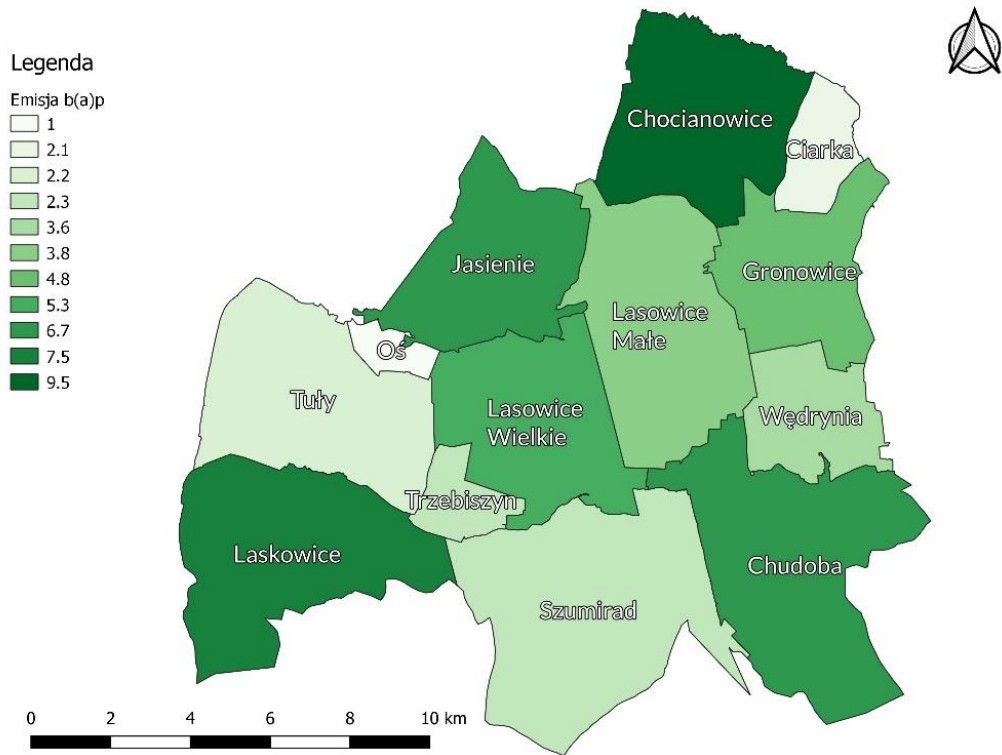 Legenda
Emisja b(a)p
1
2.1
2.2
2.3
3.6
3.8
4.8
5.3
6.7
7.5
9.5
Chocianowice
Ciarka
Jasienie
Gronowice
Lasowice
Małe
Oś
Tuły
Lasowice
Wielkie
Wędrynia
Trzebiszyn
Laskowice
Chudoba
Szumirad
0 2 4 6 8 10 km